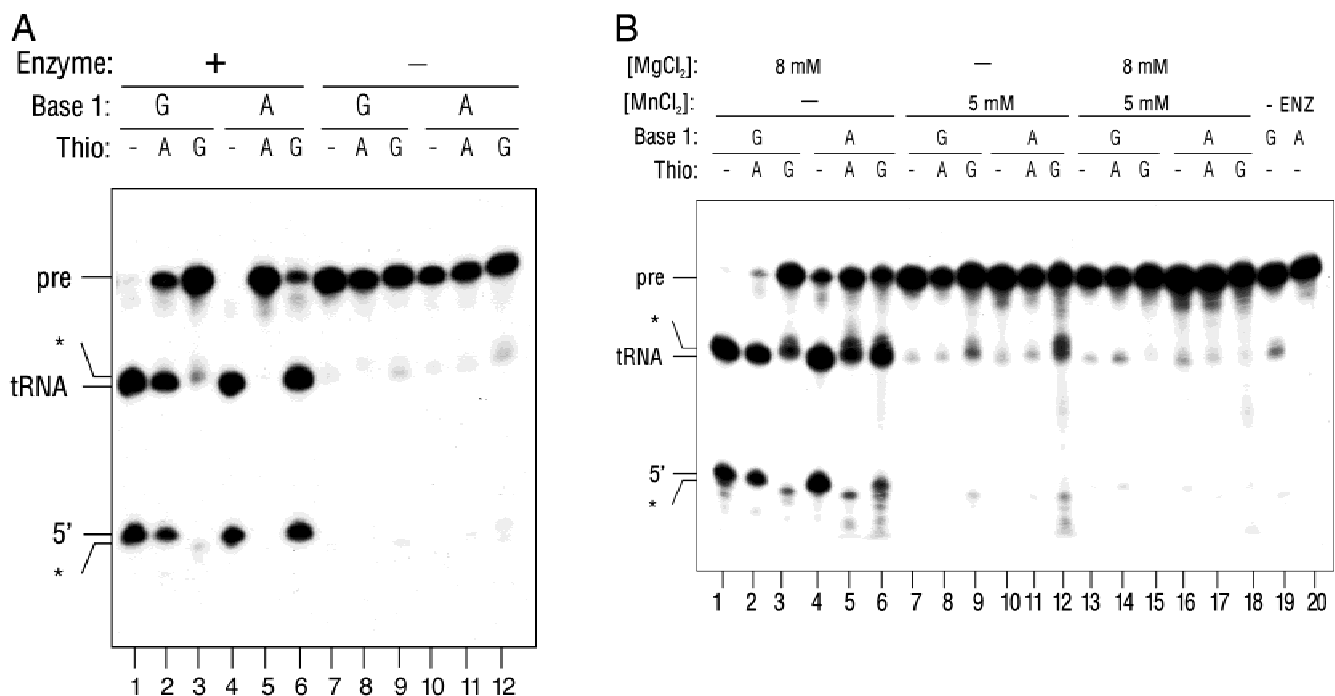 A
Enzyme: + –
Base 1: G A G A
Thio: - A G - A G - A G - A G
pre
*
tRNA
5'
*
1 2 3 4 5 6 7 8 9 10 11 12
B
[MgCl2]: 8 mM — 8 mM
[MnCl2]: — 5 mM 5 mM - ENZ
Base 1: G A G A G A G A
Thio: - A G - A G - A G - A G - A G - A G - -
pre
*
tRNA
5'
*
1 2 3 4 5 6 7 8 9 10 11 12 13 14 15 16 17 18 19 20